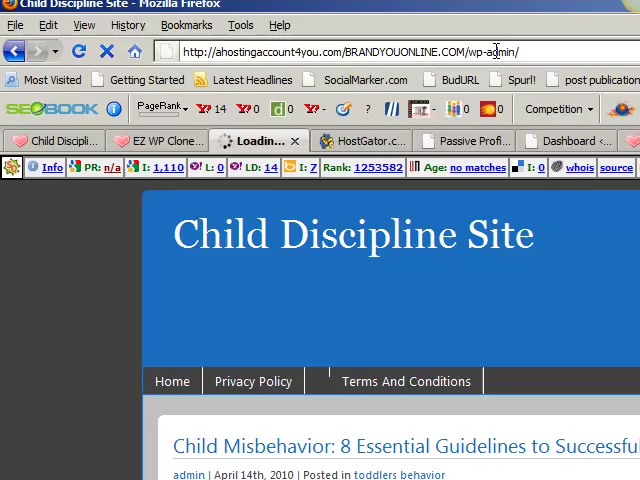 Child Discipline Site - Mozilla Firefox
File Edit View History Bookmarks Tools Help
http://ahostingaccount4you.com/BRANDYOUONLINE.COM/wp-admin/
Most Visited Getting Started Latest Headlines SocialMarker.com BudURL Spurl! post publication
SEOBOOK PageRank 14 0 0 ? 0 0 Competition
Child Discipli... EZ WP Clone... Loadin... HostGator.c... Passive Profi... Dashboard ‹...
Info PR: n/a I: 1,110 L: 0 LD: 14 I: 7 Rank: 1253582 Age: no matches I: 0 whois source
Child Discipline Site
Home Privacy Policy Terms And Conditions
Child Misbehavior: 8 Essential Guidelines to Successfu
admin | April 14th, 2010 | Posted in toddlers behavior